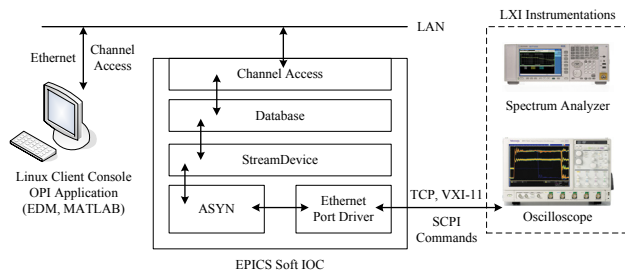 LXI Instrumentations
LAN
Ethernet
Channel
Access
Channel Access
Database
StreamDevice
ASYN
Ethernet
Port Driver
TCP, VXI-11
SCPI
Commands
Spectrum Analyzer
Oscilloscope
Linux Client Console
OPI Application
(EDM, MATLAB)
EPICS Soft IOC